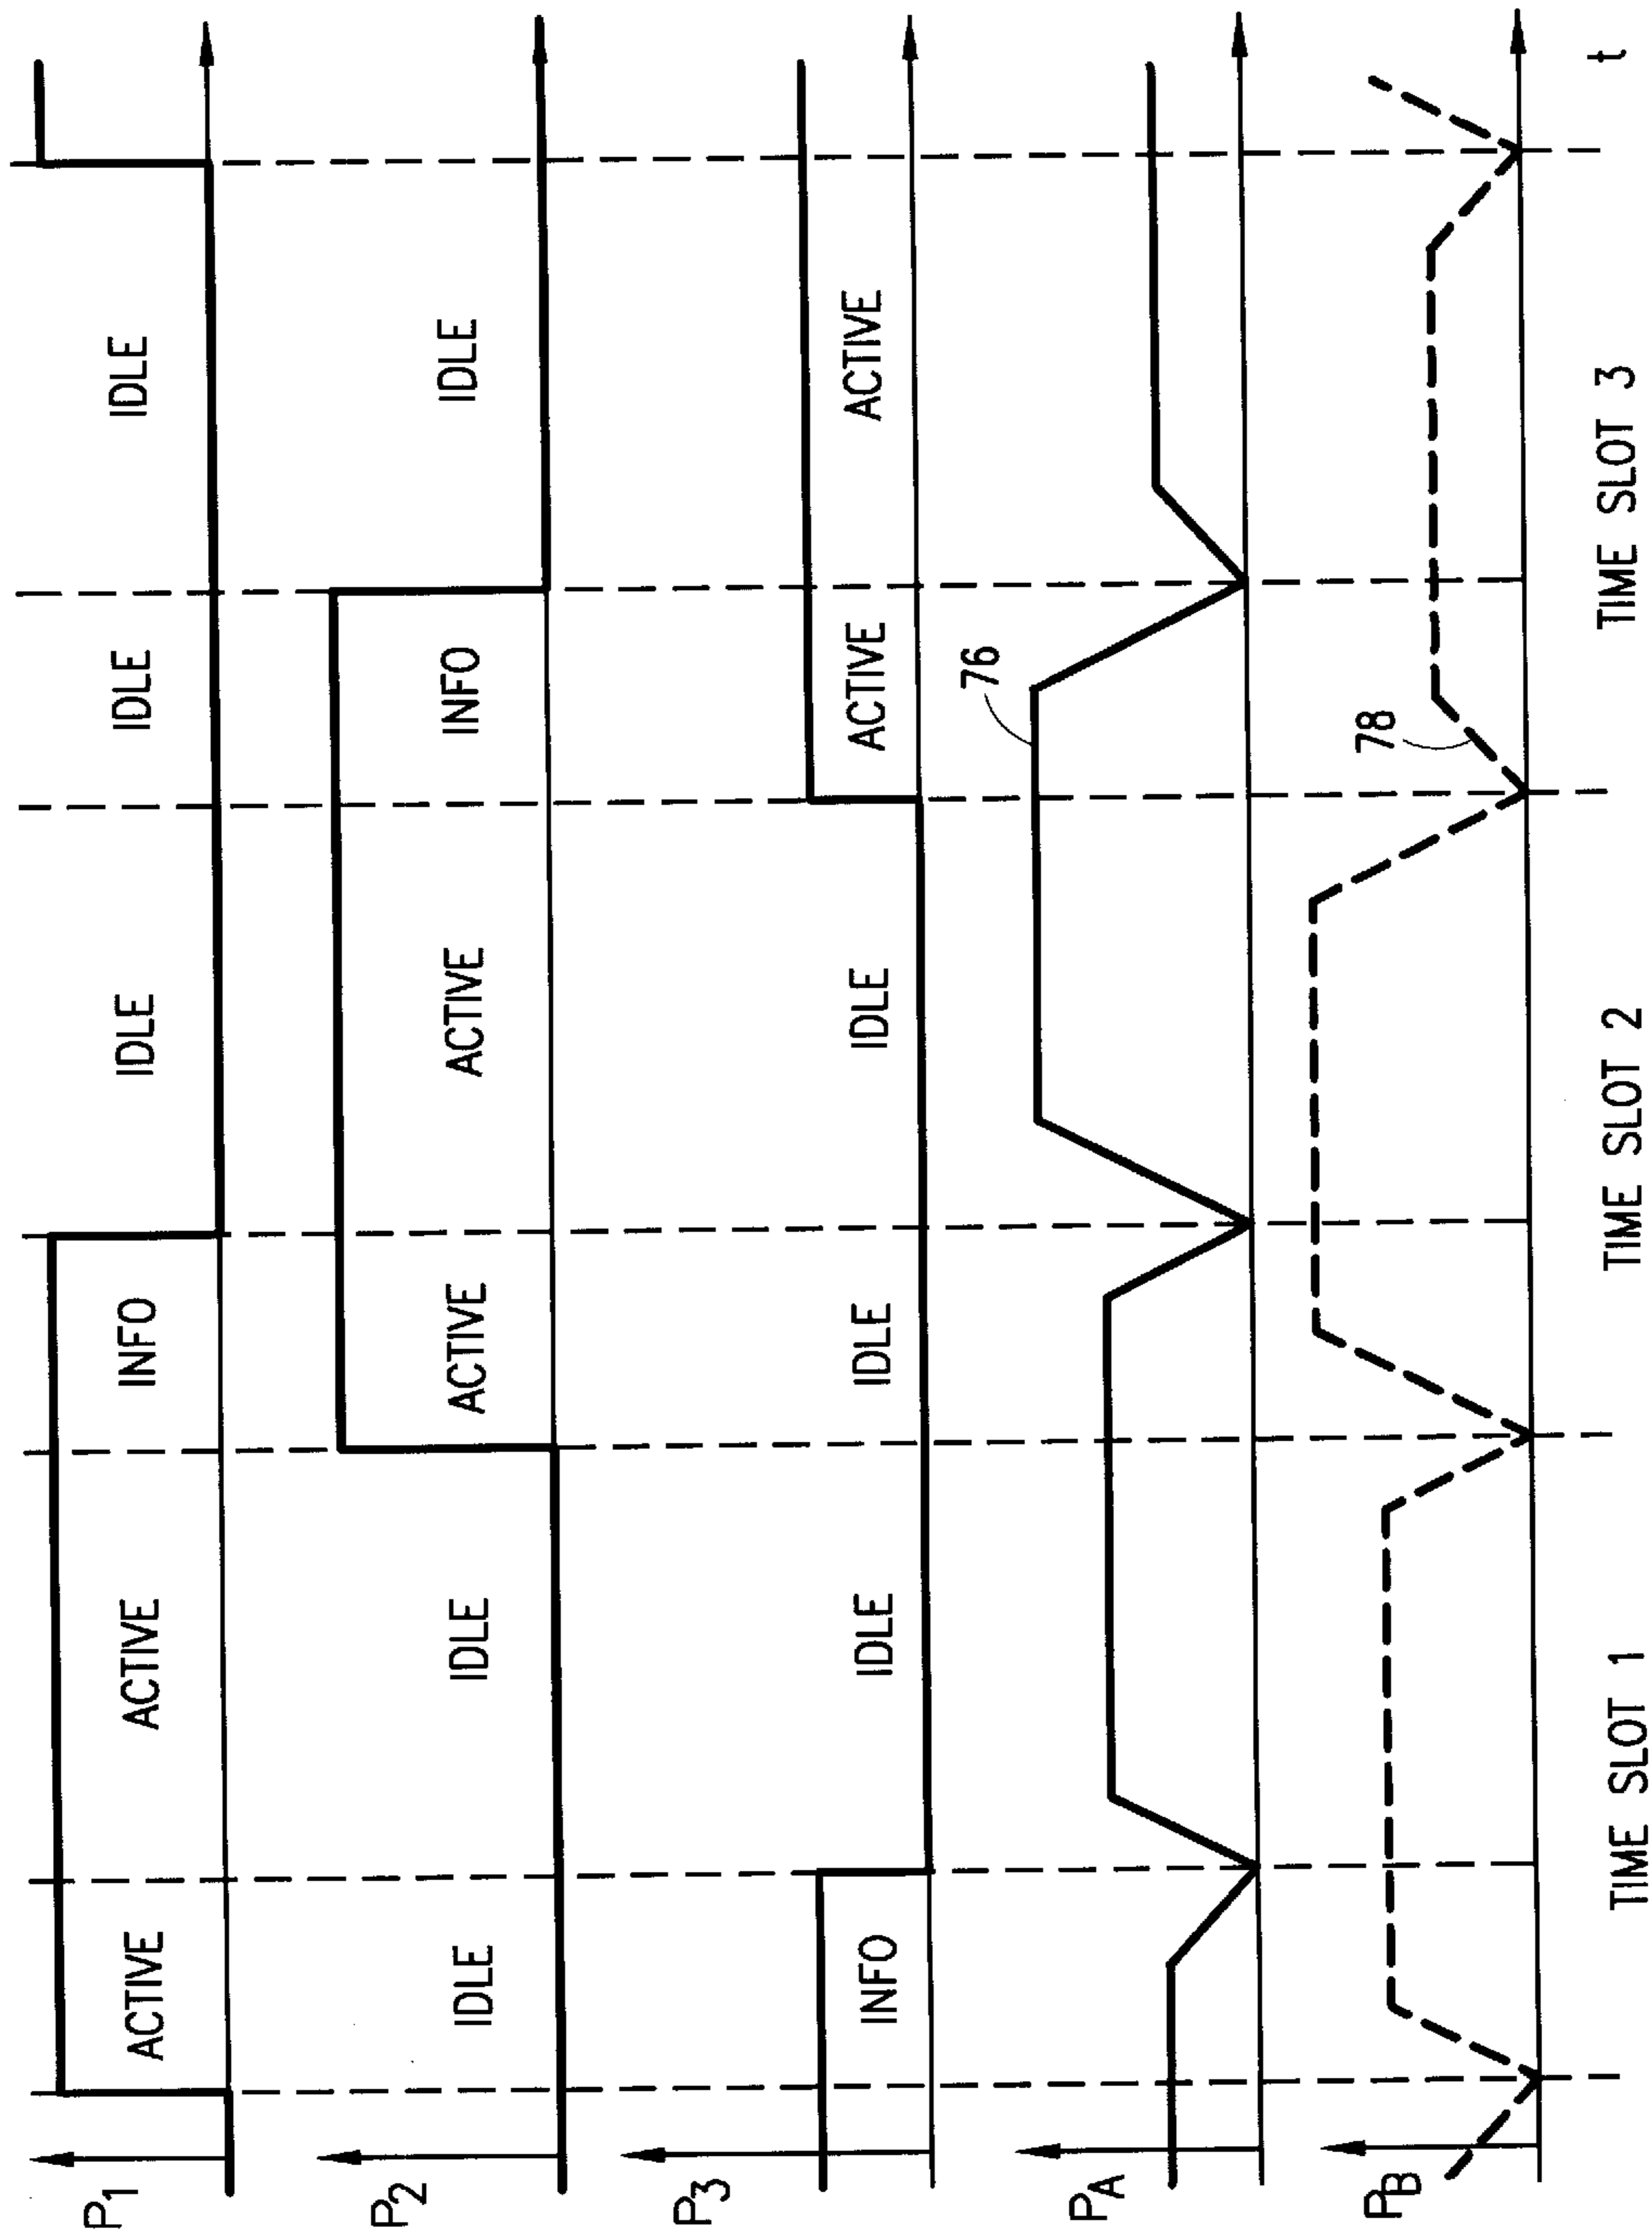 P1 ACTIVE ACTIVE INFO IDLE IDLE IDLE
P2 IDLE IDLE ACTIVE ACTIVE INFO IDLE
P3 INFO IDLE IDLE IDLE ACTIVE ACTIVE
PA 76
PB 78
TIME SLOT 1 TIME SLOT 2 TIME SLOT 3 t